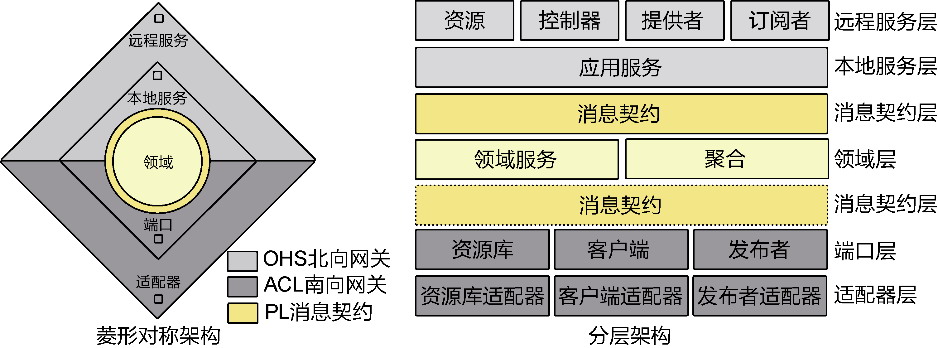 远程服务
本地服务
领域
端口
适配器
OHS北向网关
ACL南向网关
PL消息契约
菱形对称架构
资源 控制器 提供者 订阅者 远程服务层
应用服务 本地服务层
消息契约 消息契约层
领域服务 聚合 领域层
消息契约 消息契约层
资源库 客户端 发布者 端口层
资源库适配器 客户端适配器 发布者适配器 适配器层
分层架构